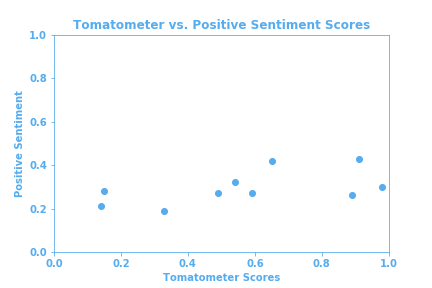 Tomatometer vs. Positive Sentiment Scores
1.0
0.8
0.6
0.4
0.2
0.0
Positive Sentiment
0.0 0.2 0.4 0.6 0.8 1.0
Tomatometer Scores